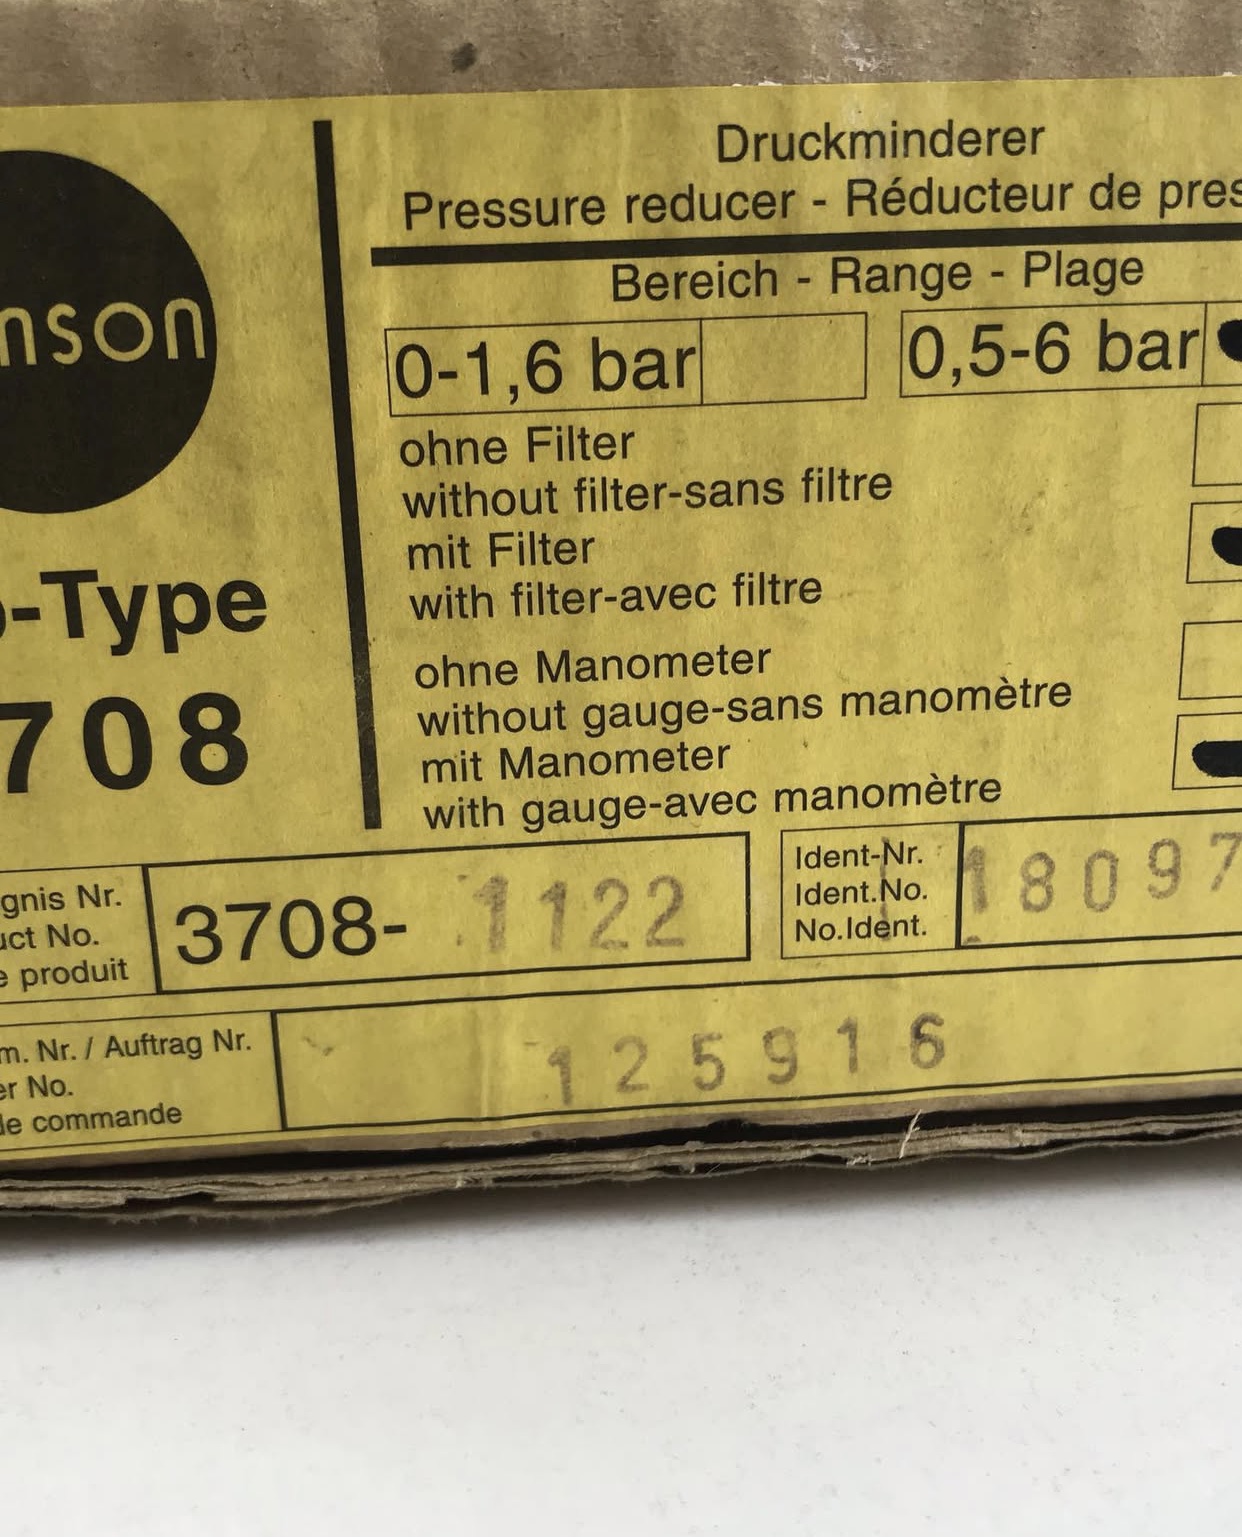 Druckminderer
Pressure reducer - Réducteur de pres
nson
Bereich - Range - Plage
0-1,6 bar
0,5-6 bar
ohne Filter
without filter-sans filtre
mit Filter
with filter-avec filtre
-Type
708
ohne Manometer
without gauge-sans manomètre
mit Manometer
with gauge-avec manomètre
gnis Nr.
uct No.
e produit
3708- 1122
Ident-Nr.
Ident.No.
No.Ident.
18097
m. Nr. / Auftrag Nr.
er No.
de commande
125916